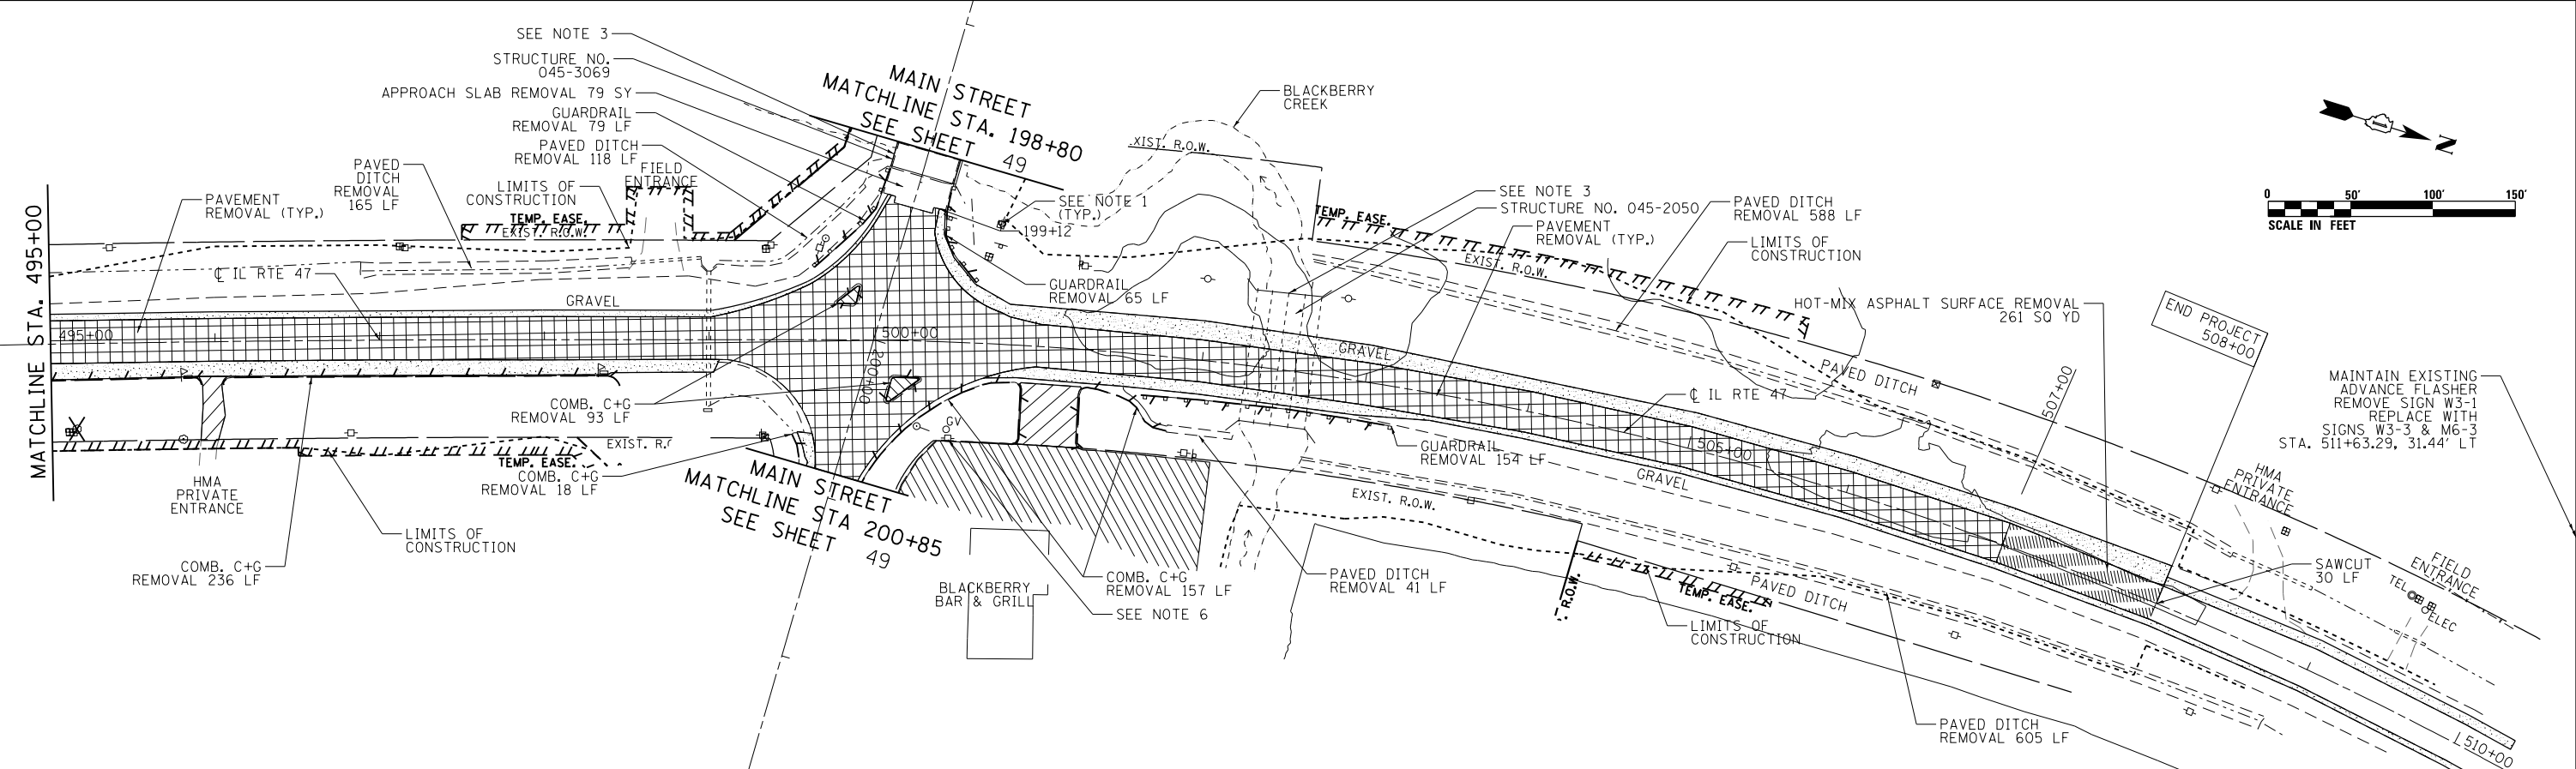 SEE NOTE 3
STRUCTURE NO.
045-3069
APPROACH SLAB REMOVAL 79 SY
GUARDRAIL
REMOVAL 79 LF
PAVED DITCH
REMOVAL 118 LF
PAVED
DITCH
REMOVAL
165 LF
FIELD
ENTRANCE
LIMITS OF
CONSTRUCTION
TEMP. EASE.
EXIST. R.O.W.
PAVEMENT
REMOVAL (TYP.)
MATCHLINE STA. 495+00
℄ IL RTE 47
GRAVEL
495+00
MAIN STREET
MATCHLINE STA. 198+80
SEE SHEET 49
BLACKBERRY
CREEK
XIST. R.O.W.
SEE NOTE 1
(TYP.)
199+12
GUARDRAIL
REMOVAL 65 LF
500+00
200+00
COMB. C+G
REMOVAL 93 LF
EXIST. R.
TEMP. EASE.
COMB. C+G
REMOVAL 18 LF
HMA
PRIVATE
ENTRANCE
LIMITS OF
CONSTRUCTION
COMB. C+G
REMOVAL 236 LF
MAIN STREET
MATCHLINE STA 200+85
SEE SHEET 49
GV
BLACKBERRY
BAR & GRILL
COMB. C+G
REMOVAL 157 LF
SEE NOTE 6
PAVED DITCH
REMOVAL 41 LF
GUARDRAIL
REMOVAL 154 LF
EXIST. R.O.W.
TEMP. EASE.
EXIST. R.O.W.
SEE NOTE 3
STRUCTURE NO. 045-2050
PAVEMENT
REMOVAL (TYP.)
PAVED DITCH
REMOVAL 588 LF
LIMITS OF
CONSTRUCTION
GRAVEL
℄ IL RTE 47
505+00
GRAVEL
PAVED DITCH
HOT-MIX ASPHALT SURFACE REMOVAL
261 SQ YD
507+00
END PROJECT
508+00
R.O.W.
TEMP. EASE.
PAVED DITCH
LIMITS OF
CONSTRUCTION
PAVED DITCH
REMOVAL 605 LF
SAWCUT
30 LF
HMA
PRIVATE
ENTRANCE
FIELD
ENTRANCE
TEL
ELEC
510+00
MAINTAIN EXISTING
ADVANCE FLASHER
REMOVE SIGN W3-1
REPLACE WITH
SIGNS W3-3 & M6-3
STA. 511+63.29, 31.44' LT
N
0 50' 100' 150'
SCALE IN FEET